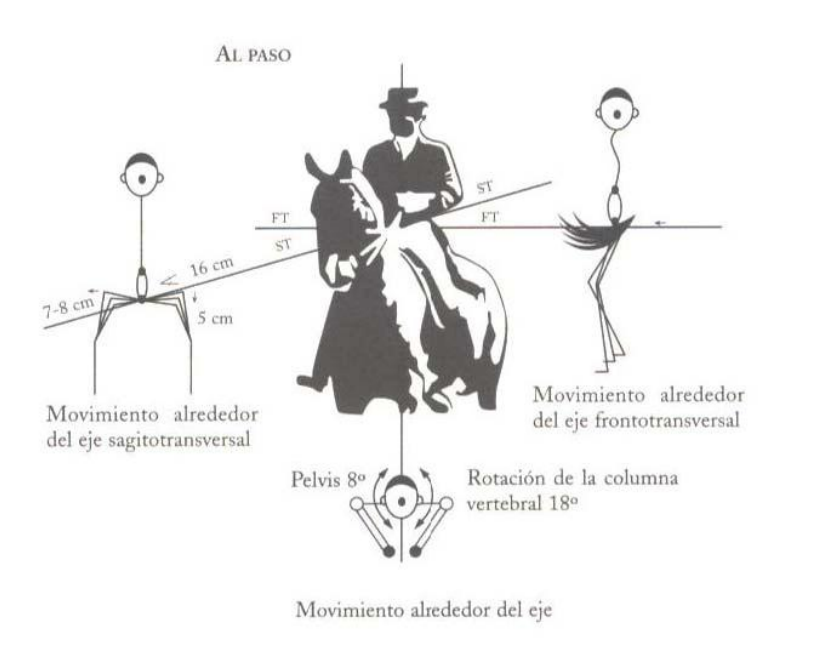 AL PASO
ST
FT
FT
ST
16 cm
7-8 cm
5 cm
Movimiento alrededor
del eje sagitotransversal
Movimiento alrededor
del eje frontotransversal
Pelvis 8º
Rotación de la columna
vertebral 18º
Movimiento alrededor del eje